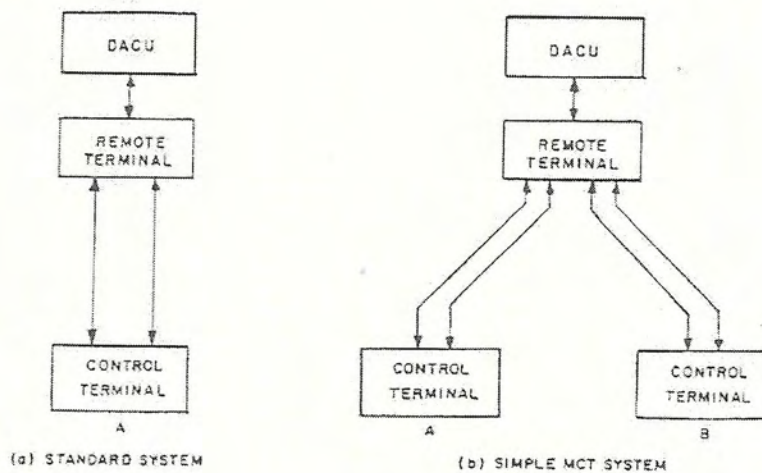 DACU
REMOTE
TERMINAL
CONTROL
TERMINAL
A
(a) STANDARD SYSTEM
DACU
REMOTE
TERMINAL
CONTROL
TERMINAL
A
CONTROL
TERMINAL
B
(b) SIMPLE MCT SYSTEM